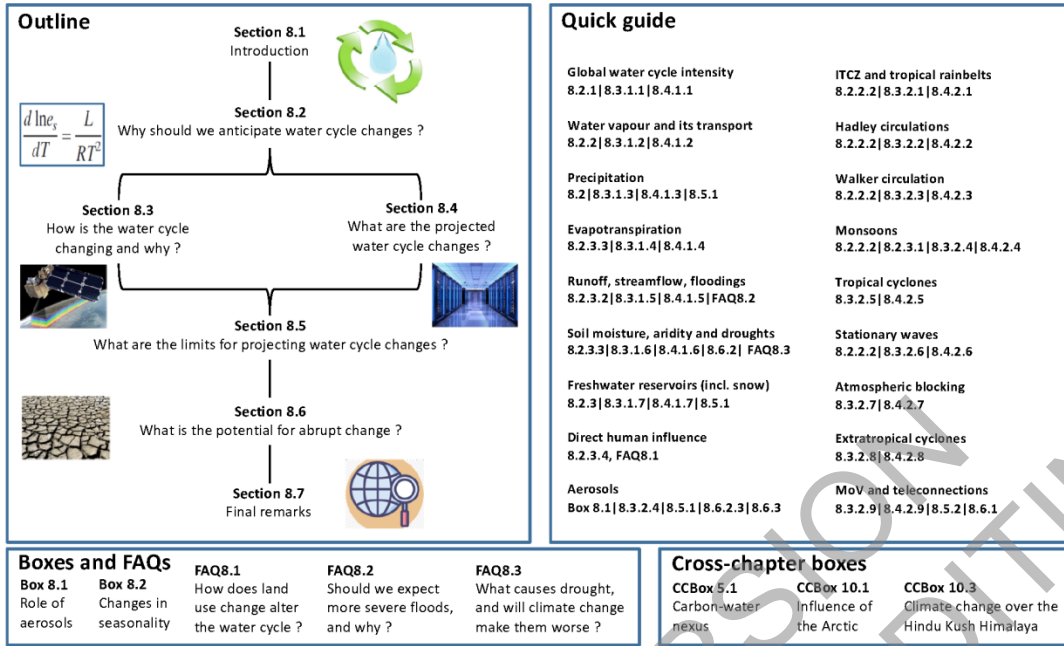 Outline
Section 8.1
Introduction
Section 8.2
Why should we anticipate water cycle changes ?
d lne_s / dT = L / RT²
Section 8.3
How is the water cycle
changing and why ?
Section 8.4
What are the projected
water cycle changes ?
Section 8.5
What are the limits for projecting water cycle changes ?
Section 8.6
What is the potential for abrupt change ?
Section 8.7
Final remarks
Quick guide
Global water cycle intensity
8.2.1|8.3.1.1|8.4.1.1
Water vapour and its transport
8.2.2|8.3.1.2|8.4.1.2
Precipitation
8.2|8.3.1.3|8.4.1.3|8.5.1
Evapotranspiration
8.2.3.3|8.3.1.4|8.4.1.4
Runoff, streamflow, floodings
8.2.3.2|8.3.1.5|8.4.1.5|FAQ8.2
Soil moisture, aridity and droughts
8.2.3.3|8.3.1.6|8.4.1.6|8.6.2| FAQ8.3
Freshwater reservoirs (incl. snow)
8.2.3|8.3.1.7|8.4.1.7|8.5.1
Direct human influence
8.2.3.4, FAQ8.1
Aerosols
Box 8.1|8.3.2.4|8.5.1|8.6.2.3|8.6.3
ITCZ and tropical rainbelts
8.2.2.2|8.3.2.1|8.4.2.1
Hadley circulations
8.2.2.2|8.3.2.2|8.4.2.2
Walker circulation
8.2.2.2|8.3.2.3|8.4.2.3
Monsoons
8.2.2.2|8.2.3.1|8.3.2.4|8.4.2.4
Tropical cyclones
8.3.2.5|8.4.2.5
Stationary waves
8.2.2.2|8.3.2.6|8.4.2.6
Atmospheric blocking
8.3.2.7|8.4.2.7
Extratropical cyclones
8.3.2.8|8.4.2.8
MoV and teleconnections
8.3.2.9|8.4.2.9|8.5.2|8.6.1
Boxes and FAQs
Box 8.1
Role of
aerosols
Box 8.2
Changes in
seasonality
FAQ8.1
How does land
use change alter
the water cycle ?
FAQ8.2
Should we expect
more severe floods,
and why ?
FAQ8.3
What causes drought,
and will climate change
make them worse ?
Cross-chapter boxes
CCBox 5.1
Carbon-water
nexus
CCBox 10.1
Influence of
the Arctic
CCBox 10.3
Climate change over the
Hindu Kush Himalaya